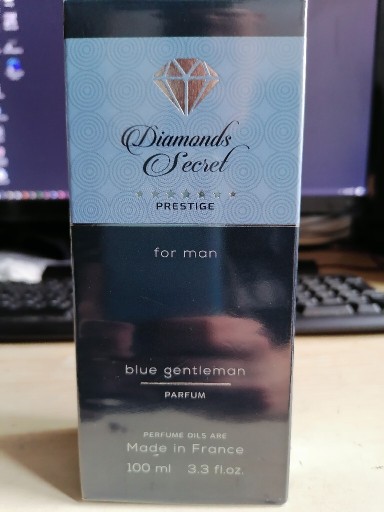 Diamonds
Secret
PRESTIGE
for man
blue gentleman
PARFUM
PERFUME OILS ARE
Made in France
100 ml 3.3 fl.oz.